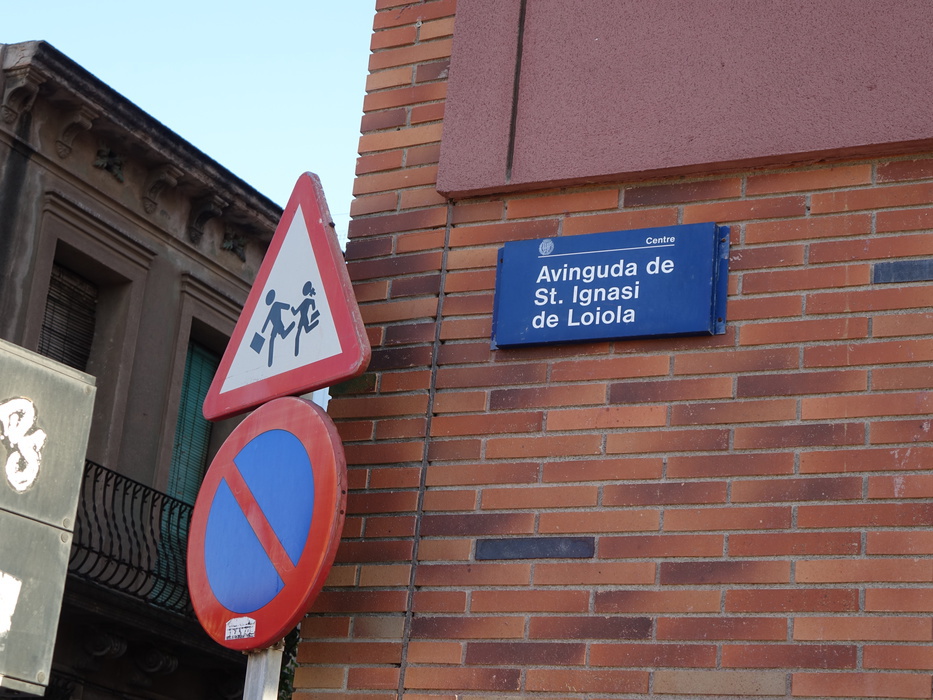 Centre
Avinguda de
St. Ignasi
de Loiola